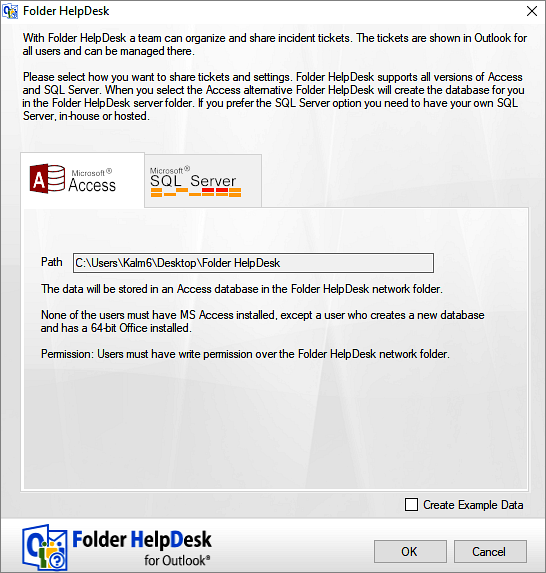 Folder HelpDesk
With Folder HelpDesk a team can organize and share incident tickets. The tickets are shown in Outlook for
all users and can be managed there.
Please select how you want to share tickets and settings. Folder HelpDesk supports all versions of Access
and SQL Server. When you select the Access alternative Folder HelpDesk will create the database for you
in the Folder HelpDesk server folder. If you prefer the SQL Server option you need to have your own SQL
Server, in-house or hosted.
Microsoft®
Access
Microsoft®
SQL Server
Path C:\Users\Kalm6\Desktop\Folder HelpDesk
The data will be stored in an Access database in the Folder HelpDesk network folder.
None of the users must have MS Access installed, except a user who creates a new database
and has a 64-bit Office installed.
Permission: Users must have write permission over the Folder HelpDesk network folder.
Create Example Data
Folder HelpDesk
for Outlook®
OK Cancel